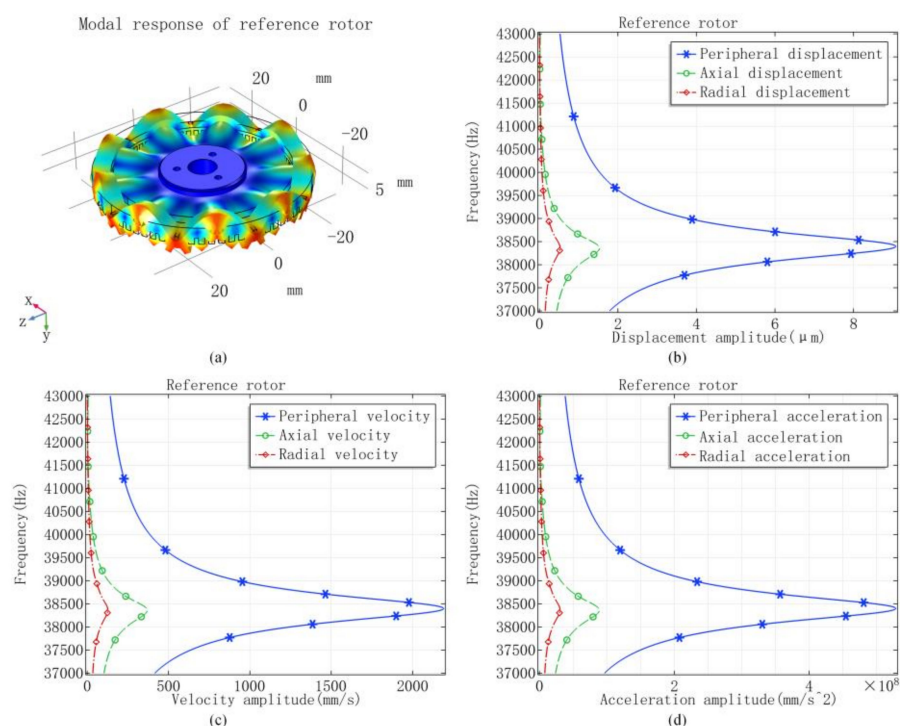 Modal response of reference rotor
20
mm
0
-20
5
mm
-20
0
20
mm
x
z
y
(a)
Reference rotor
Peripheral displacement
Axial displacement
Radial displacement
Frequency(Hz)
43000
42500
42000
41500
41000
40500
40000
39500
39000
38500
38000
37500
37000
0
2
4
6
8
Displacement amplitude(μm)
(b)
Reference rotor
Peripheral velocity
Axial velocity
Radial velocity
Frequency(Hz)
43000
42500
42000
41500
41000
40500
40000
39500
39000
38500
38000
37500
37000
0
500
1000
1500
2000
Velocity amplitude(mm/s)
(c)
Reference rotor
Peripheral acceleration
Axial acceleration
Radial acceleration
Frequency(Hz)
43000
42500
42000
41500
41000
40500
40000
39500
39000
38500
38000
37500
37000
0
2
4
×10⁸
Acceleration amplitude(mm/s^2)
(d)